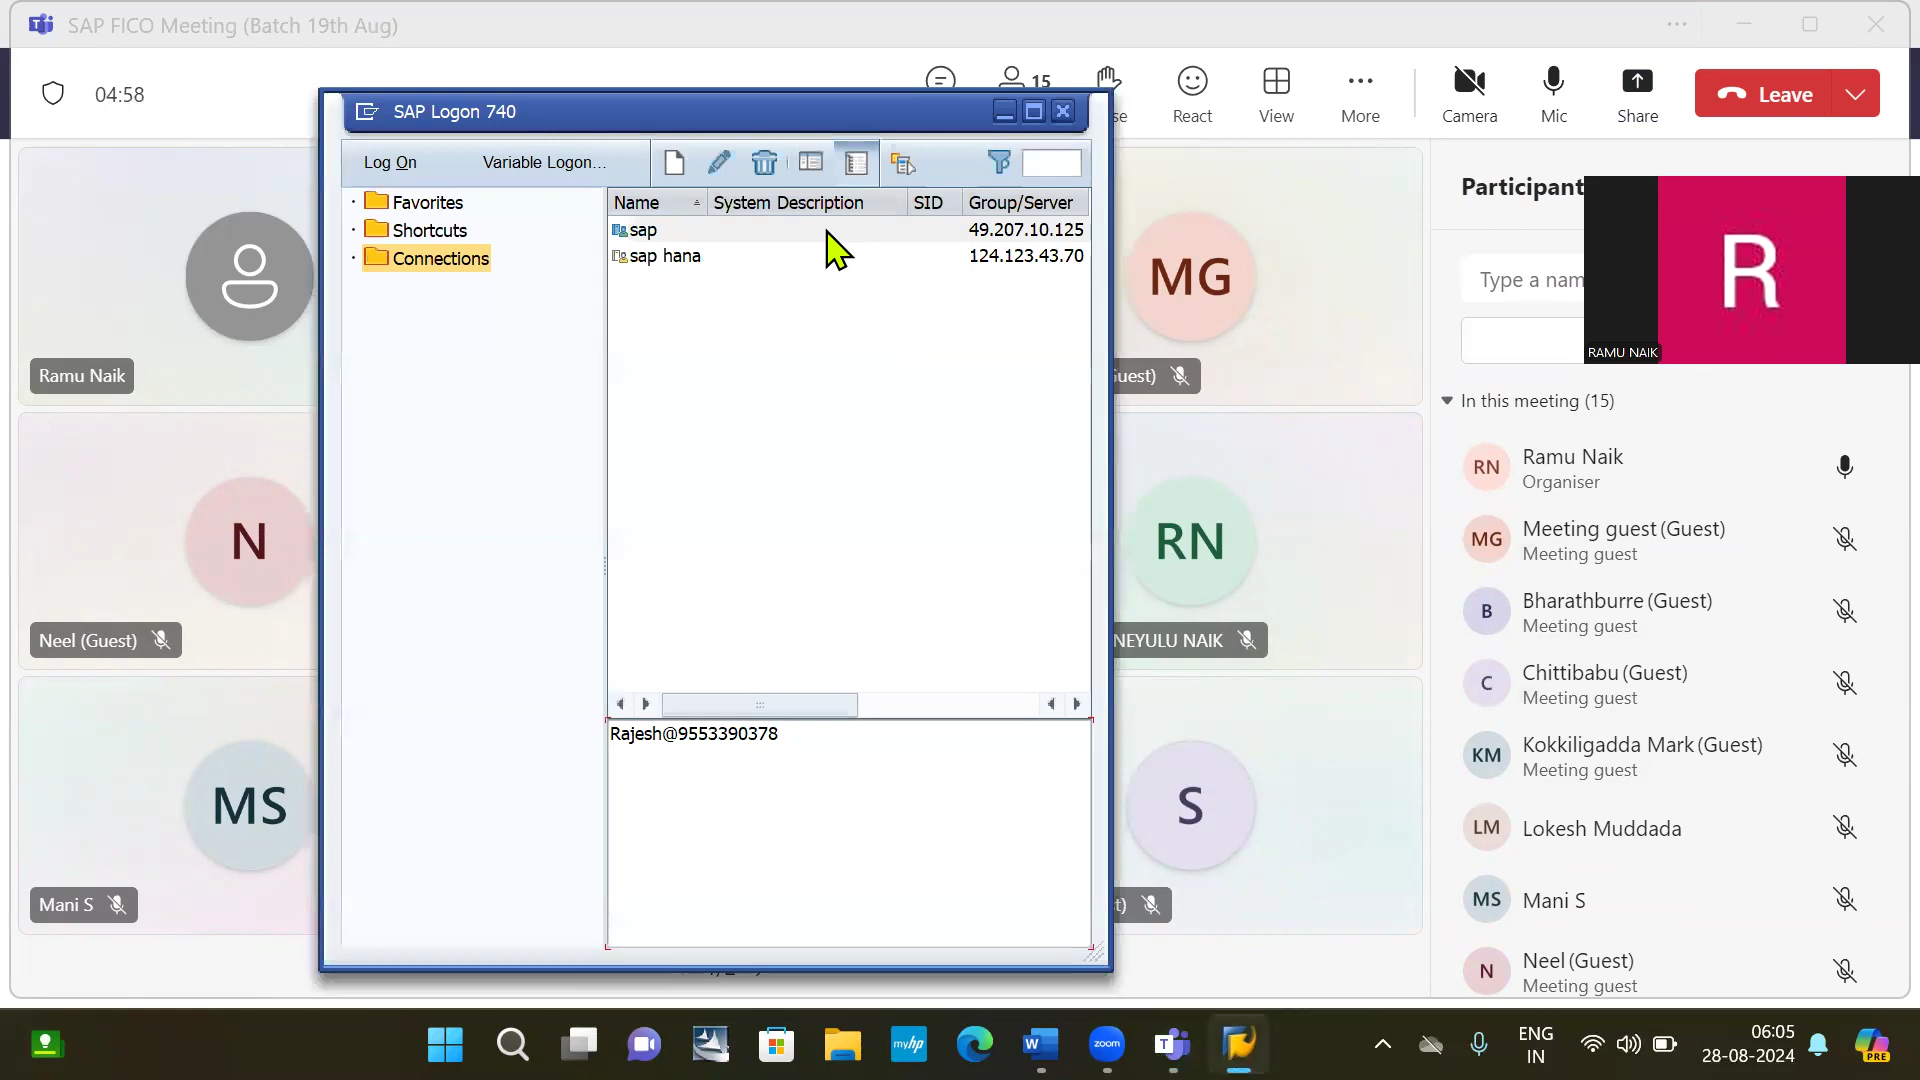 SAP FICO Meeting (Batch 19th Aug)
04:58
15
React
View
More
Camera
Mic
Share
Leave
SAP Logon 740
Log On
Variable Logon...
Favorites
Shortcuts
Connections
Name
System Description
SID
Group/Server
sap
49.207.10.125
sap hana
124.123.43.70
Rajesh@9553390378
Ramu Naik
N
Neel (Guest)
MS
Mani S
MG
RN
NEYULU NAIK
S
Participant
Type a nam
R
RAMU NAIK
In this meeting (15)
RN
Ramu Naik
Organiser
MG
Meeting guest (Guest)
Meeting guest
B
Bharathburre (Guest)
Meeting guest
C
Chittibabu (Guest)
Meeting guest
KM
Kokkiligadda Mark (Guest)
Meeting guest
LM
Lokesh Muddada
MS
Mani S
N
Neel (Guest)
Meeting guest
myhp
W
zoom
T
ENG
IN
06:05
28-08-2024
PRE